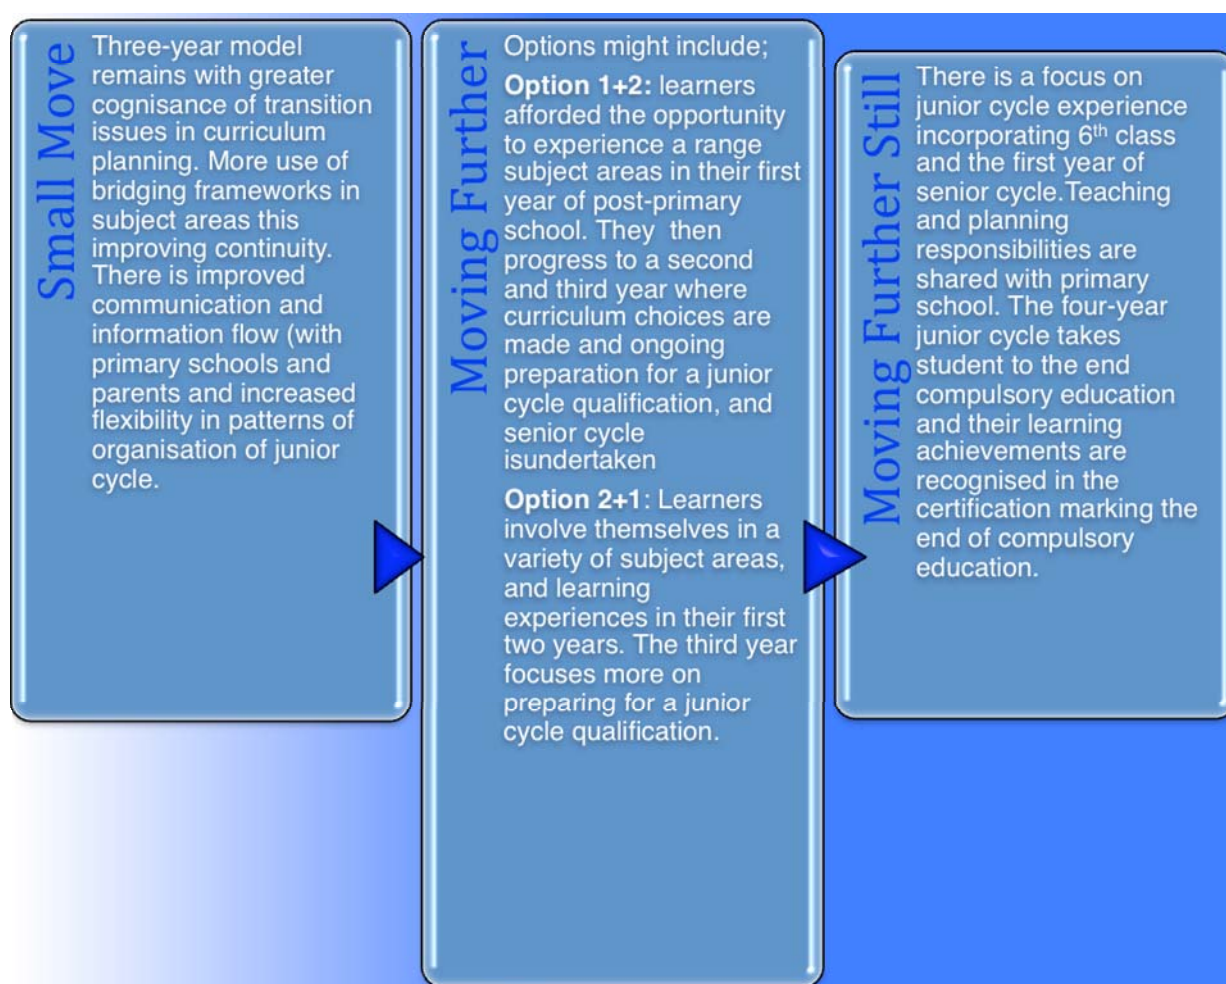 Small Move
Three-year model
remains with greater
cognisance of transition
issues in curriculum
planning. More use of
bridging frameworks in
subject areas this
improving continuity.
There is improved
communication and
information flow (with
primary schools and
parents and increased
flexibility in patterns of
organisation of junior
cycle.
Moving Further
Options might include;
Option 1+2: learners
afforded the opportunity
to experience a range
subject areas in their first
year of post-primary
school. They then
progress to a second
and third year where
curriculum choices are
made and ongoing
preparation for a junior
cycle qualification, and
senior cycle
isundertaken
Option 2+1: Learners
involve themselves in a
variety of subject areas,
and learning
experiences in their first
two years. The third year
focuses more on
preparing for a junior
cycle qualification.
Moving Further Still
There is a focus on
junior cycle experience
incorporating 6th class
and the first year of
senior cycle.Teaching
and planning
responsibilities are
shared with primary
school. The four-year
junior cycle takes
student to the end
compulsory education
and their learning
achievements are
recognised in the
certification marking the
end of compulsory
education.